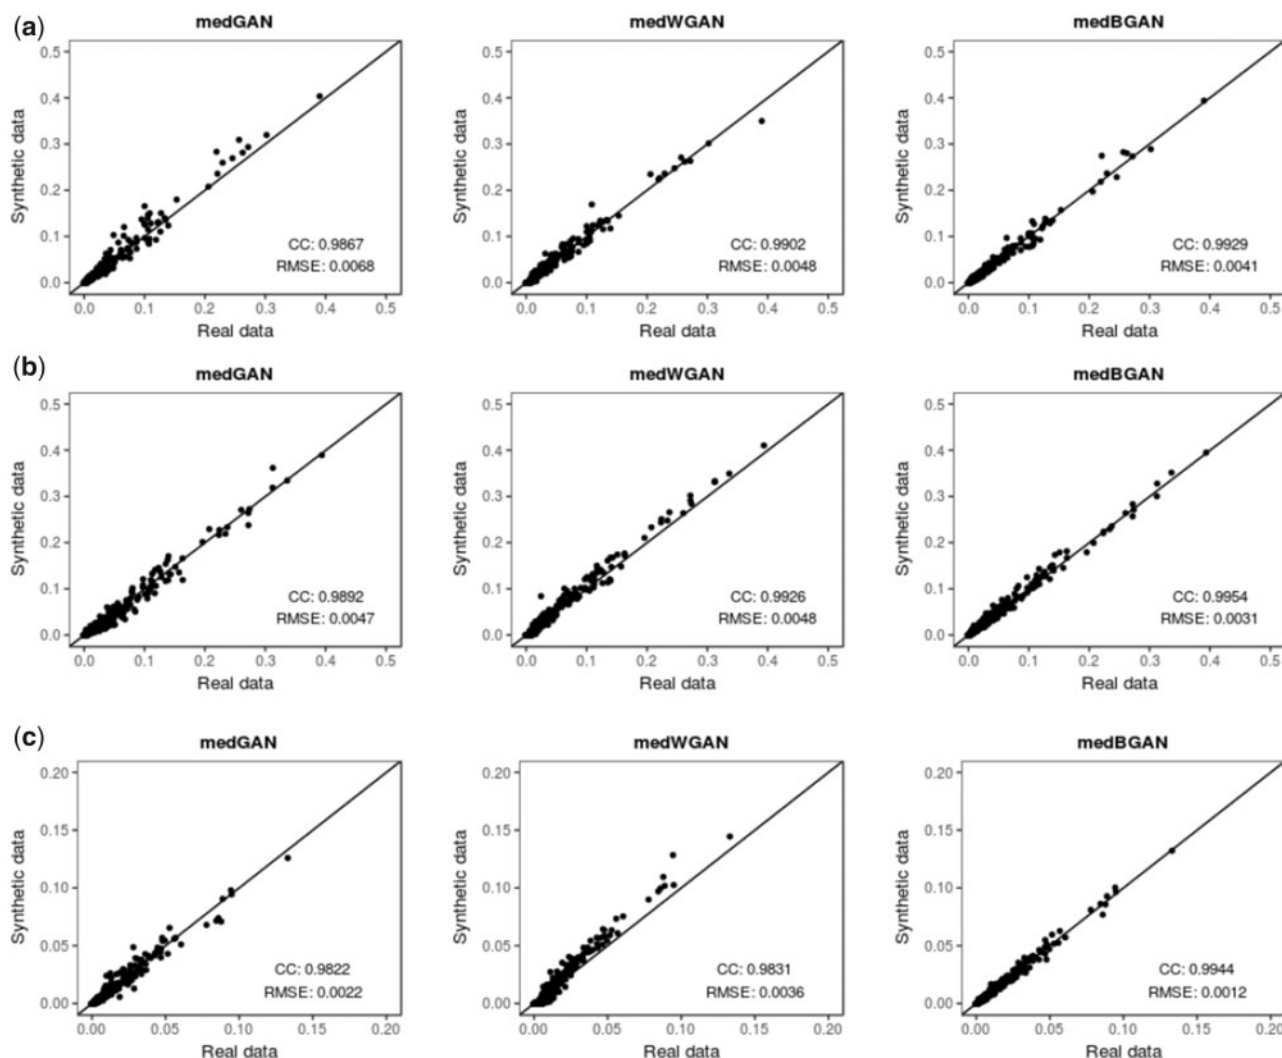 (a)
medGAN
medWGAN
medBGAN
0.5
0.4
0.3
0.2
0.1
0.0
Synthetic data
CC: 0.9867
RMSE: 0.0068
0.0 0.1 0.2 0.3 0.4 0.5
Real data
0.5
0.4
0.3
0.2
0.1
0.0
Synthetic data
CC: 0.9902
RMSE: 0.0048
0.0 0.1 0.2 0.3 0.4 0.5
Real data
0.5
0.4
0.3
0.2
0.1
0.0
Synthetic data
CC: 0.9929
RMSE: 0.0041
0.0 0.1 0.2 0.3 0.4 0.5
Real data
(b)
medGAN
medWGAN
medBGAN
0.5
0.4
0.3
0.2
0.1
0.0
Synthetic data
CC: 0.9892
RMSE: 0.0047
0.0 0.1 0.2 0.3 0.4 0.5
Real data
0.5
0.4
0.3
0.2
0.1
0.0
Synthetic data
CC: 0.9926
RMSE: 0.0048
0.0 0.1 0.2 0.3 0.4 0.5
Real data
0.5
0.4
0.3
0.2
0.1
0.0
Synthetic data
CC: 0.9954
RMSE: 0.0031
0.0 0.1 0.2 0.3 0.4 0.5
Real data
(c)
medGAN
medWGAN
medBGAN
0.20
0.15
0.10
0.05
0.00
Synthetic data
CC: 0.9822
RMSE: 0.0022
0.00 0.05 0.10 0.15 0.20
Real data
0.20
0.15
0.10
0.05
0.00
Synthetic data
CC: 0.9831
RMSE: 0.0036
0.00 0.05 0.10 0.15 0.20
Real data
0.20
0.15
0.10
0.05
0.00
Synthetic data
CC: 0.9944
RMSE: 0.0012
0.00 0.05 0.10 0.15 0.20
Real data